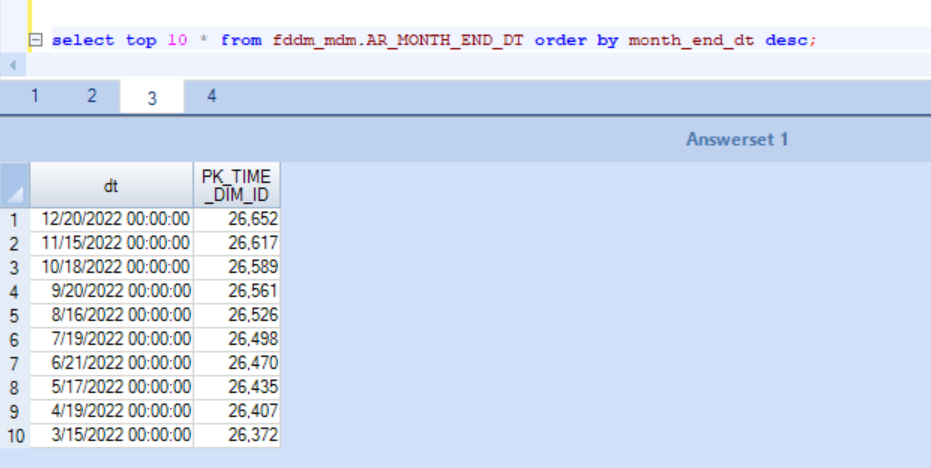 select top 10 * from fddm_mdm.AR_MONTH_END_DT order by month_end_dt desc;
1 2 3 4
Answerset 1
dt PK_TIME
_DIM_ID
1 12/20/2022 00:00:00 26,652
2 11/15/2022 00:00:00 26,617
3 10/18/2022 00:00:00 26,589
4 9/20/2022 00:00:00 26,561
5 8/16/2022 00:00:00 26,526
6 7/19/2022 00:00:00 26,498
7 6/21/2022 00:00:00 26,470
8 5/17/2022 00:00:00 26,435
9 4/19/2022 00:00:00 26,407
10 3/15/2022 00:00:00 26,372